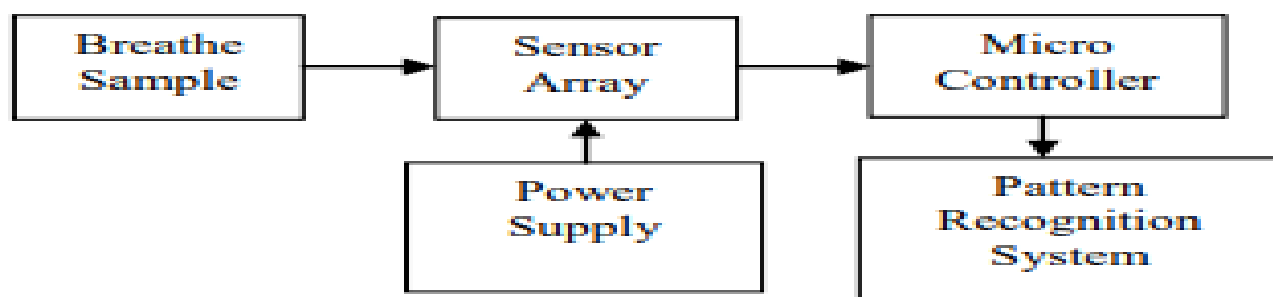 Breathe
Sample
Sensor
Array
Micro
Controller
Power
Supply
Pattern
Recognition
System